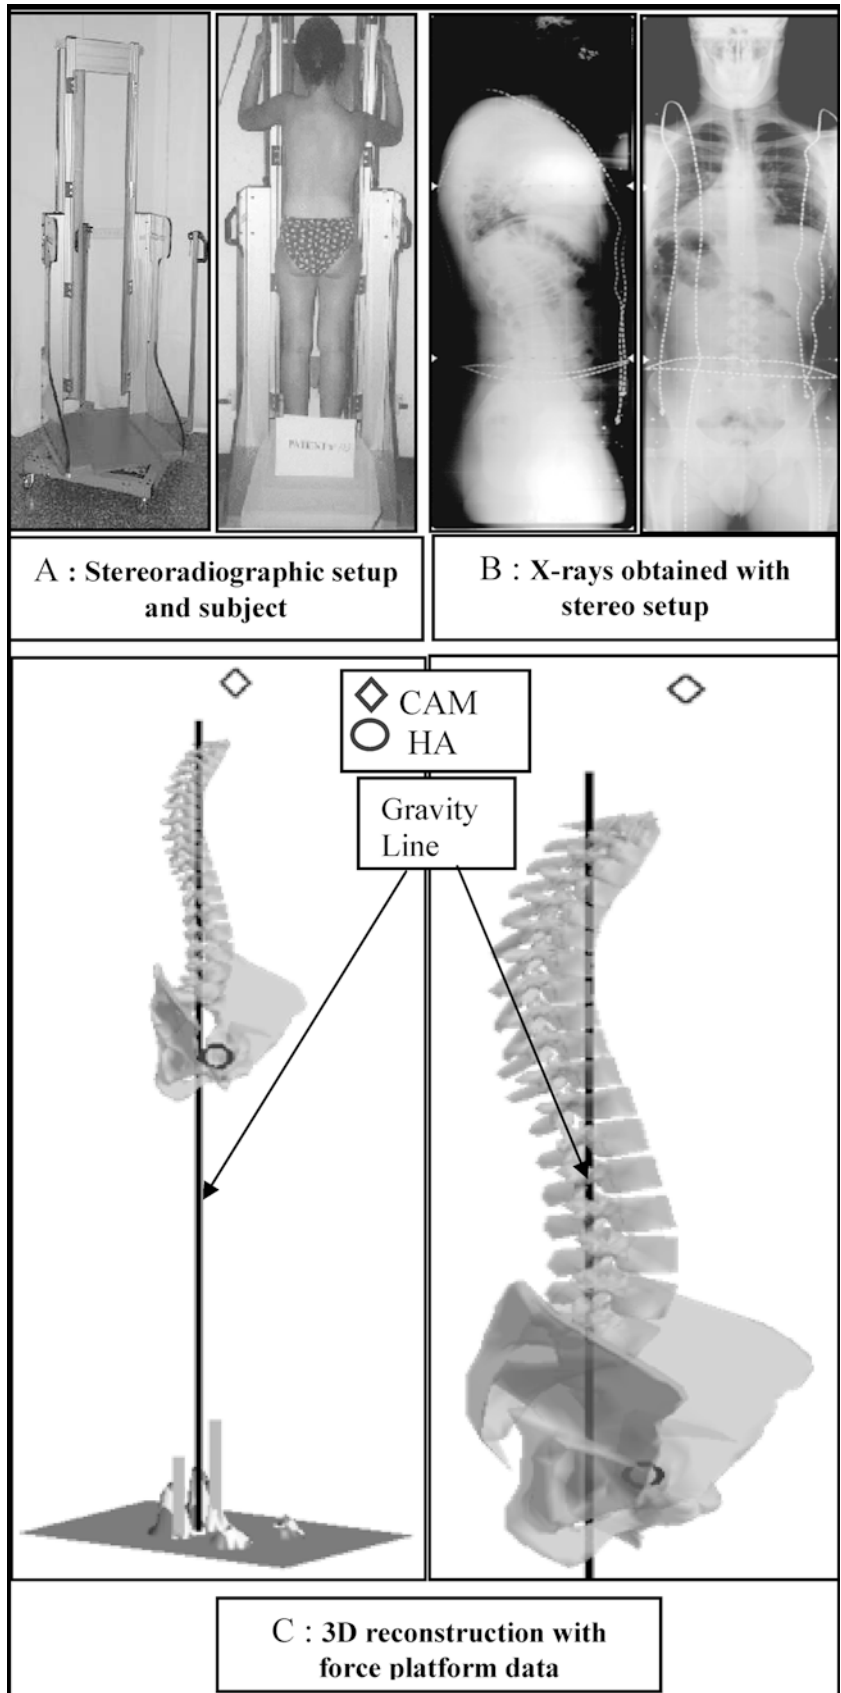 A : Stereoradiographic setup
and subject
B : X-rays obtained with
stereo setup
CAM
HA
Gravity
Line
C : 3D reconstruction with
force platform data